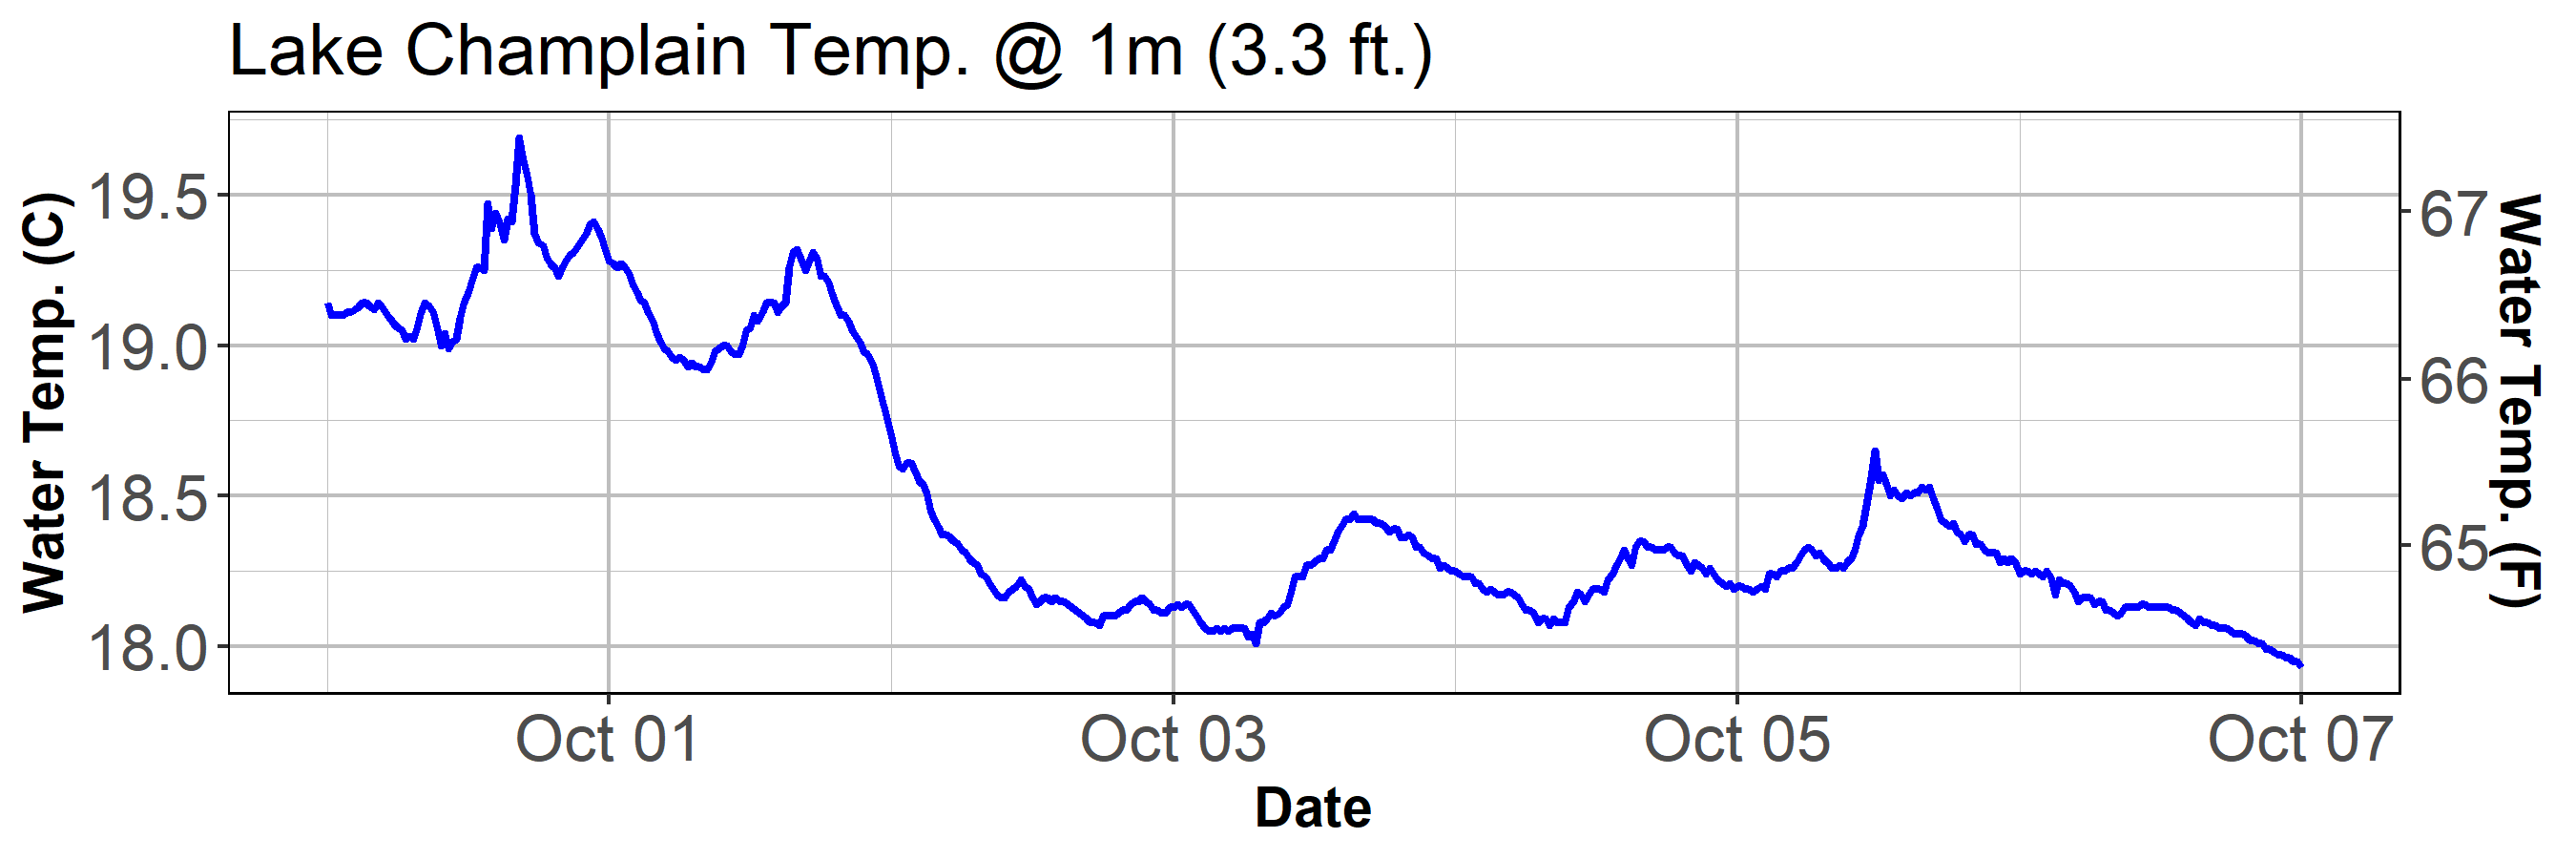 Lake Champlain Temp. @ 1m (3.3 ft.)
Water Temp. (C)
19.5
19.0
18.5
18.0
67
66
65
Water Temp. (F)
Oct 01
Oct 03
Oct 05
Oct 07
Date